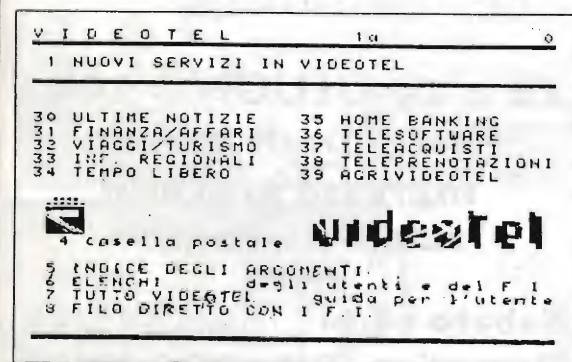 VIDEOTEL 1a 0
1 NUOVI SERVIZI IN VIDEOTEL
30 ULTIME NOTIZIE 35 HOME BANKING
31 FINANZA/AFFARI 36 TELESOFTWARE
32 VIAGGI/TURISMO 37 TELEACQUISTI
33 INF. REGIONALI 38 TELEPRENOTAZIONI
34 TEMPO LIBERO 39 AGRIVIDEOTEL
videotel
4 casella postale
5 INDICE DEGLI ARGOMENTI.
6 ELENCHI degli utenti e dei F I
7 TUTTO VIDEOTEL guida per l'utente
8 FILO DIRETTO CON I F.I.